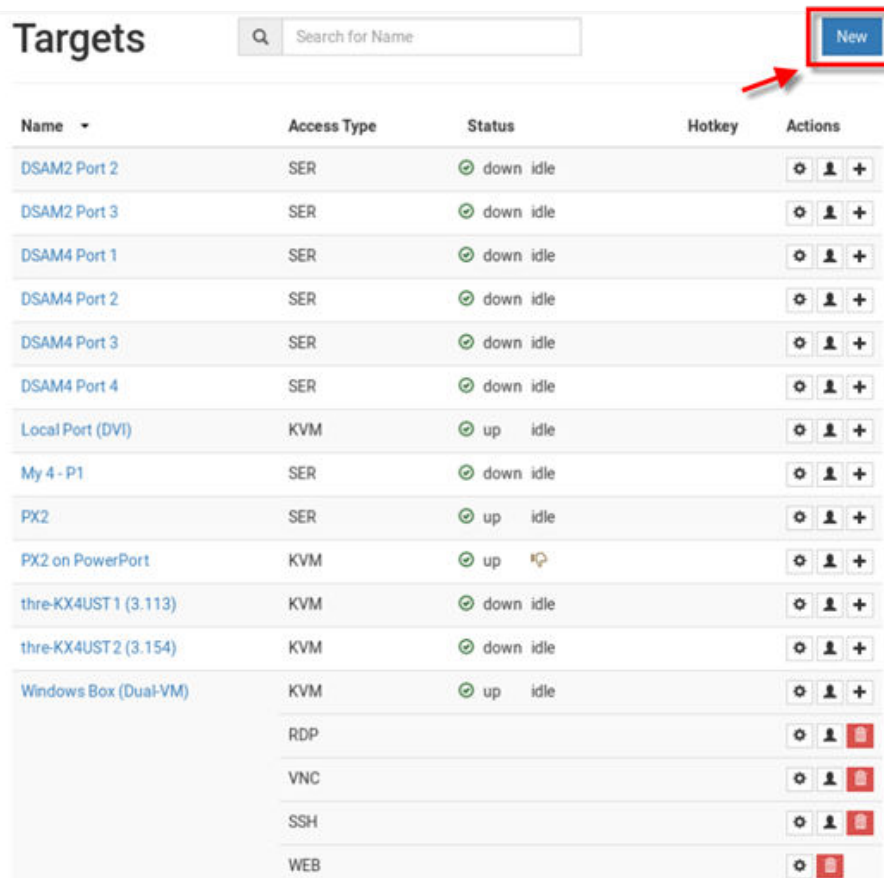 Targets Search for Name New
Name Access Type Status Hotkey Actions
DSAM2 Port 2 SER down idle
DSAM2 Port 3 SER down idle
DSAM4 Port 1 SER down idle
DSAM4 Port 2 SER down idle
DSAM4 Port 3 SER down idle
DSAM4 Port 4 SER down idle
Local Port (DVI) KVM up idle
My 4 - P1 SER down idle
PX2 SER up idle
PX2 on PowerPort KVM up
thre-KX4UST1 (3.113) KVM down idle
thre-KX4UST2 (3.154) KVM down idle
Windows Box (Dual-VM) KVM up idle
RDP
VNC
SSH
WEB